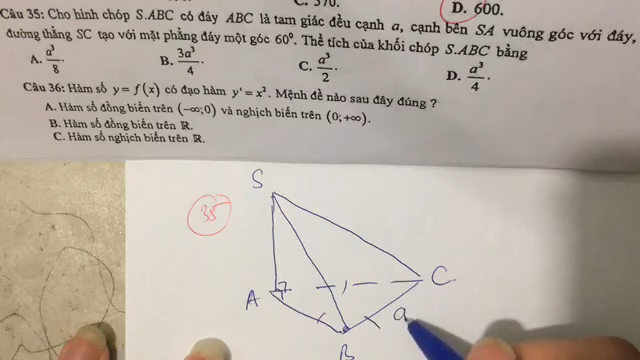 D. 600.
Câu 35: Cho hình chóp S.ABC có đáy ABC là tam giác đều cạnh a, cạnh bên SA vuông góc với đáy,
đường thẳng SC tạo với mặt phẳng đáy một góc 60°. Thể tích của khối chóp S.ABC bằng
A. a³/8. B. 3a³/4. C. a³/2. D. a³/4.
Câu 36: Hàm số y = f(x) có đạo hàm y' = x². Mệnh đề nào sau đây đúng ?
A. Hàm số đồng biến trên (−∞;0) và nghịch biến trên (0;+∞).
B. Hàm số đồng biến trên ℝ.
C. Hàm số nghịch biến trên ℝ.
35
S
A
C
a
B